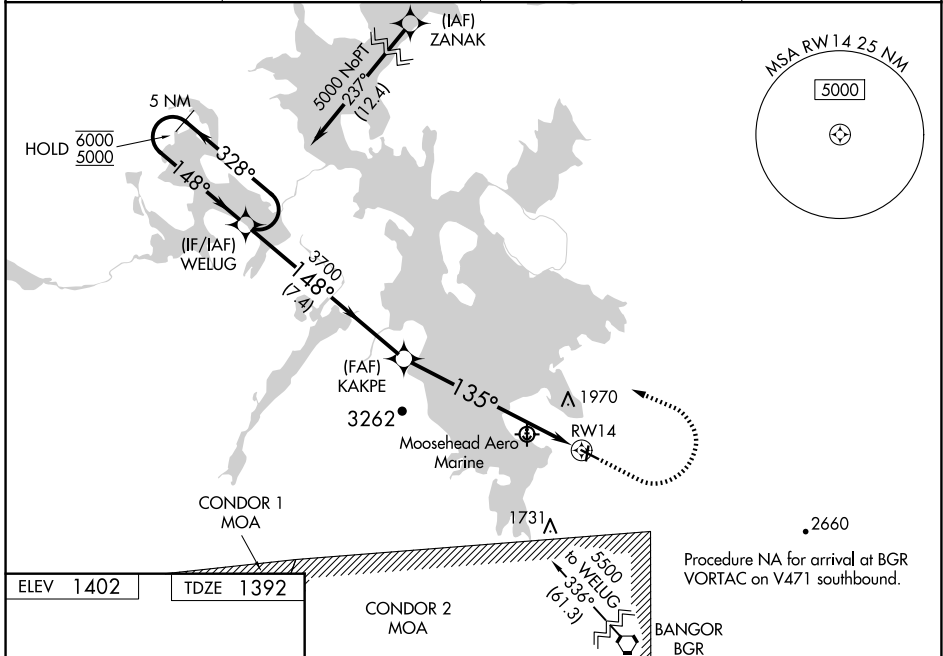 (IAF)
ZANAK
5000 NoPT
237°
(12.4)
MSA RW14 25 NM
5000
5 NM
HOLD 6000
5000
328°
148°
(IF/IAF)
WELUG
3700
148°
(7.4)
(FAF)
KAKPE
135°
1970
3262
RW14
Moosehead Aero
Marine
CONDOR 1
MOA
1731
2660
5500
to WELUG
336°
(61.3)
Procedure NA for arrival at BGR
VORTAC on V471 southbound.
ELEV 1402
TDZE 1392
CONDOR 2
MOA
BANGOR
BGR